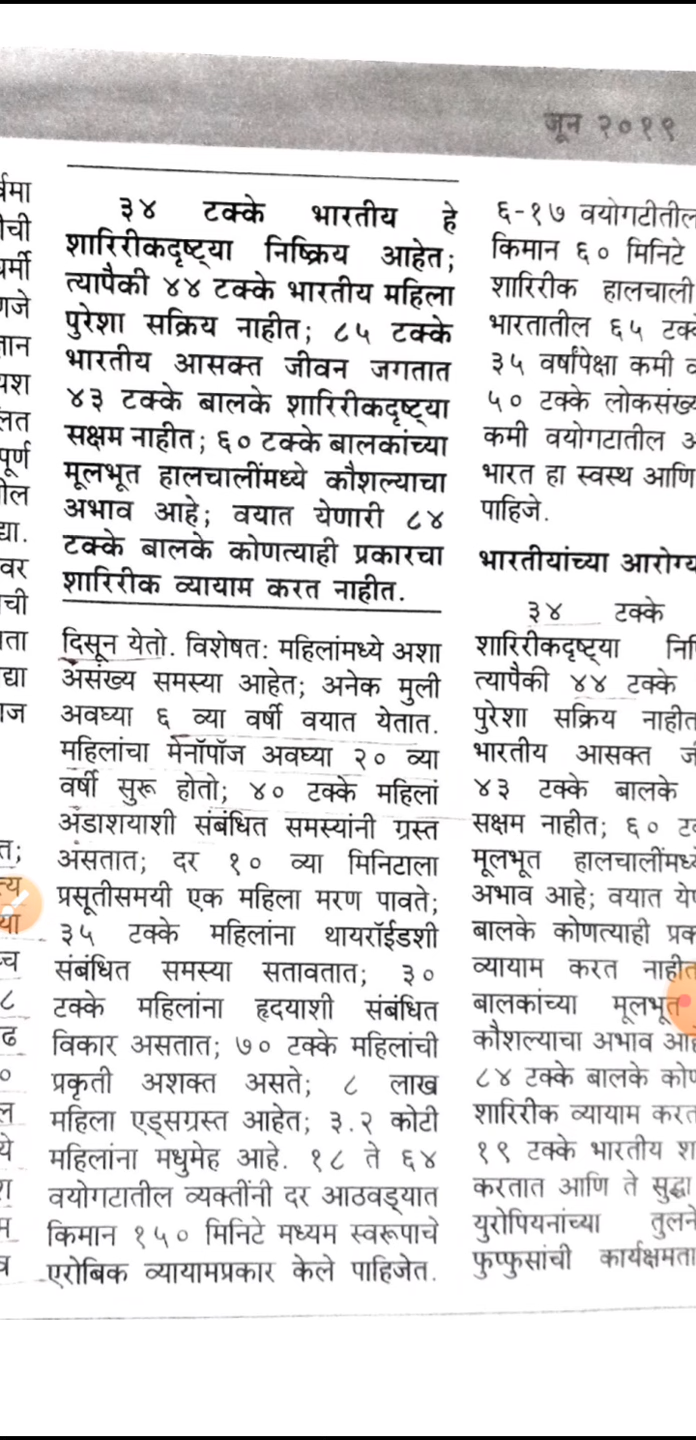 जून २०१९
र्मी
गजे
पूर्ण
वर
ची
३४ टक्के भारतीय हे
शारिरीकदृष्ट्या निष्क्रिय आहेत;
त्यापैकी ४४ टक्के भारतीय महिला
पुरेशा सक्रिय नाहीत; ८५ टक्के
भारतीय आसक्त जीवन जगतात
४३ टक्के बालके शारिरीकदृष्ट्या
सक्षम नाहीत; ६० टक्के बालकांच्या
मूलभूत हालचालींमध्ये कौशल्याचा
अभाव आहे; वयात येणारी ८४
टक्के बालके कोणत्याही प्रकारचा
शारिरीक व्यायाम करत नाहीत.
दिसून येतो. विशेषत: महिलांमध्ये अशा
असंख्य समस्या आहेत; अनेक मुली
अवघ्या ६ व्या वर्षी वयात येतात.
महिलांचा मेनॉपॉज अवघ्या २० व्या
वर्षी सुरू होतो; ४० टक्के महिलां
अंडाशयाशी संबंधित समस्यांनी ग्रस्त
असतात; दर १० व्या मिनिटाला
प्रसूतीसमयी एक महिला मरण पावते;
३५ टक्के महिलांना थायरॉईडशी
संबंधित समस्या सतावतात; ३०
टक्के महिलांना हृदयाशी संबंधित
विकार असतात; ७० टक्के महिलांची
प्रकृती अशक्त असते; ८ लाख
महिला एड्सग्रस्त आहेत; ३.२ कोटी
महिलांना मधुमेह आहे. १८ ते ६४
वयोगटातील व्यक्तींनी दर आठवड्यात
किमान १५० मिनिटे मध्यम स्वरूपाचे
एरोबिक व्यायामप्रकार केले पाहिजेत.
६-१७ वयोगटीतील
किमान ६० मिनिटे
शारिरीक हालचाली
भारतातील ६५
३५ वर्षांपेक्षा कमी
५० टक्के
कमी वयोगटातील
भारत हा स्वस्थ आणि
पाहिजे.
भारतीयांच्या
३४ टक्के
शारिरीकदृष्ट्या
त्यापैकी ४४ टक्के
पुरेशा सक्रिय
भारतीय आसक्त
४३ टक्के बालके
सक्षम नाहीत; ६०
मूलभूत
अभाव आहे; वयात
बालके कोणत्याही
व्यायाम करत
बालकांच्या मूलभूत
कौशल्याचा अभाव
८४ टक्के बालके
शारिरीक व्यायाम
१९ टक्के भारतीय
करतात आणि ते सुद्धा
युरोपियनांच्या
फुप्फुसांची कार्यक्षमता